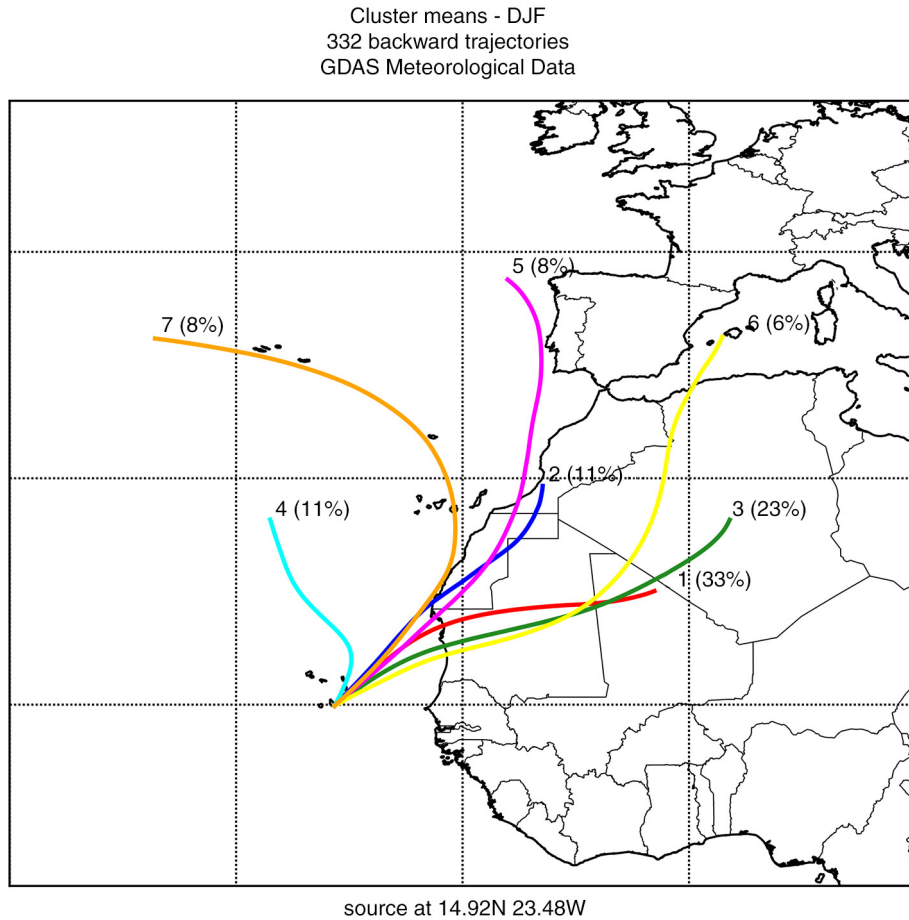 Cluster means - DJF
332 backward trajectories
GDAS Meteorological Data
5 (8%)
7 (8%)
6 (6%)
2 (11%)
4 (11%)
3 (23%)
1 (33%)
source at 14.92N 23.48W